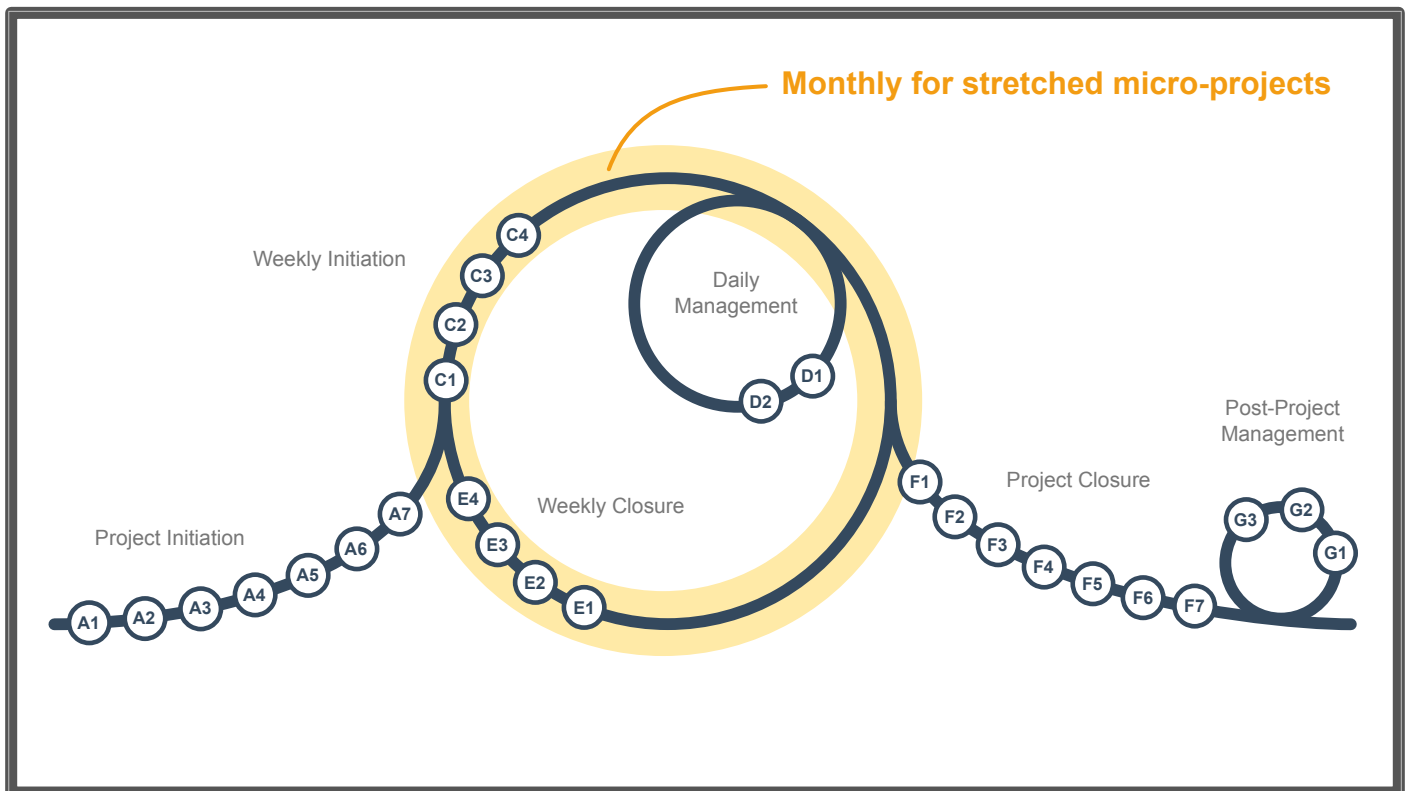 Monthly for stretched micro-projects
Weekly Initiation
C4
C3
C2
C1
Daily
Management
D1
D2
Weekly Closure
E4
E3
E2
E1
Project Initiation
A1
A2
A3
A4
A5
A6
A7
Project Closure
F1
F2
F3
F4
F5
F6
F7
Post-Project
Management
G3
G2
G1